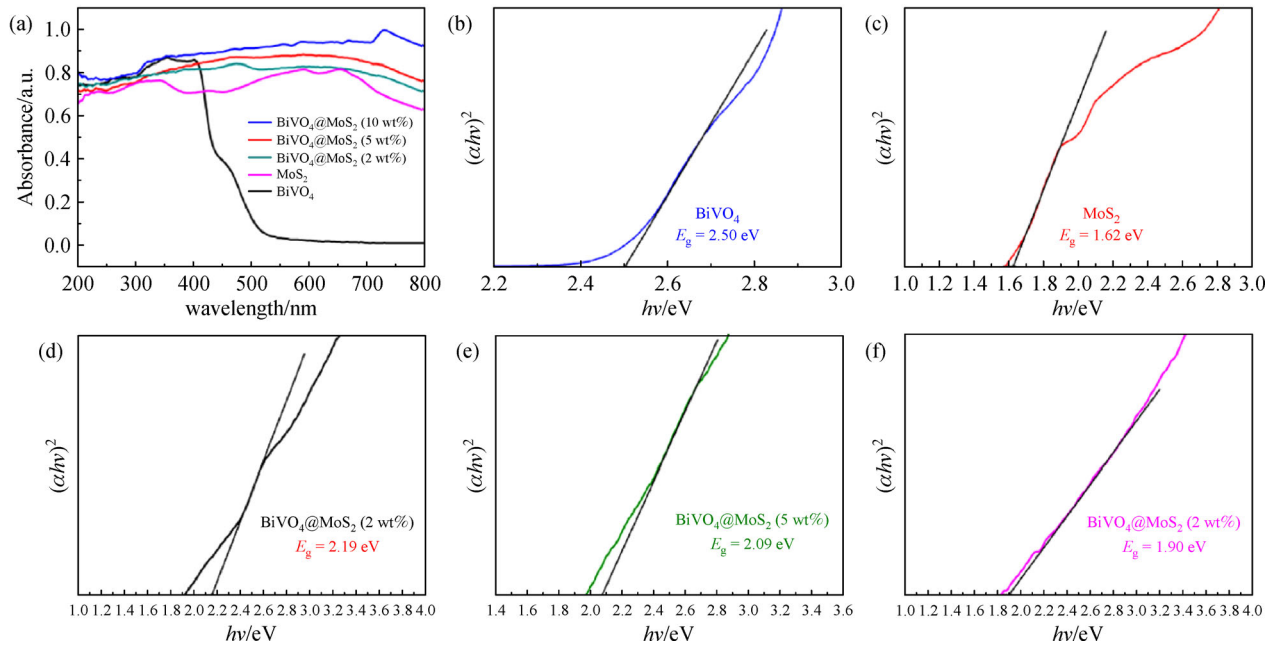 (a)
Absorbance/a.u.
1.0
0.8
0.6
0.4
0.2
0.0
200 300 400 500 600 700 800
wavelength/nm
BiVO₄@MoS₂ (10 wt%)
BiVO₄@MoS₂ (5 wt%)
BiVO₄@MoS₂ (2 wt%)
MoS₂
BiVO₄
(b)
(αhν)²
BiVO₄
E_g = 2.50 eV
2.2 2.4 2.6 2.8 3.0
hν/eV
(c)
(αhν)²
MoS₂
E_g = 1.62 eV
1.0 1.2 1.4 1.6 1.8 2.0 2.2 2.4 2.6 2.8 3.0
hν/eV
(d)
(αhν)²
BiVO₄@MoS₂ (2 wt%)
E_g = 2.19 eV
1.0 1.2 1.4 1.6 1.8 2.0 2.2 2.4 2.6 2.8 3.0 3.2 3.4 3.6 3.8 4.0
hν/eV
(e)
(αhν)²
BiVO₄@MoS₂ (5 wt%)
E_g = 2.09 eV
1.4 1.6 1.8 2.0 2.2 2.4 2.6 2.8 3.0 3.2 3.4 3.6
hν/eV
(f)
(αhν)²
BiVO₄@MoS₂ (2 wt%)
E_g = 1.90 eV
1.0 1.2 1.4 1.6 1.8 2.0 2.2 2.4 2.6 2.8 3.0 3.2 3.4 3.6 3.8 4.0
hν/eV